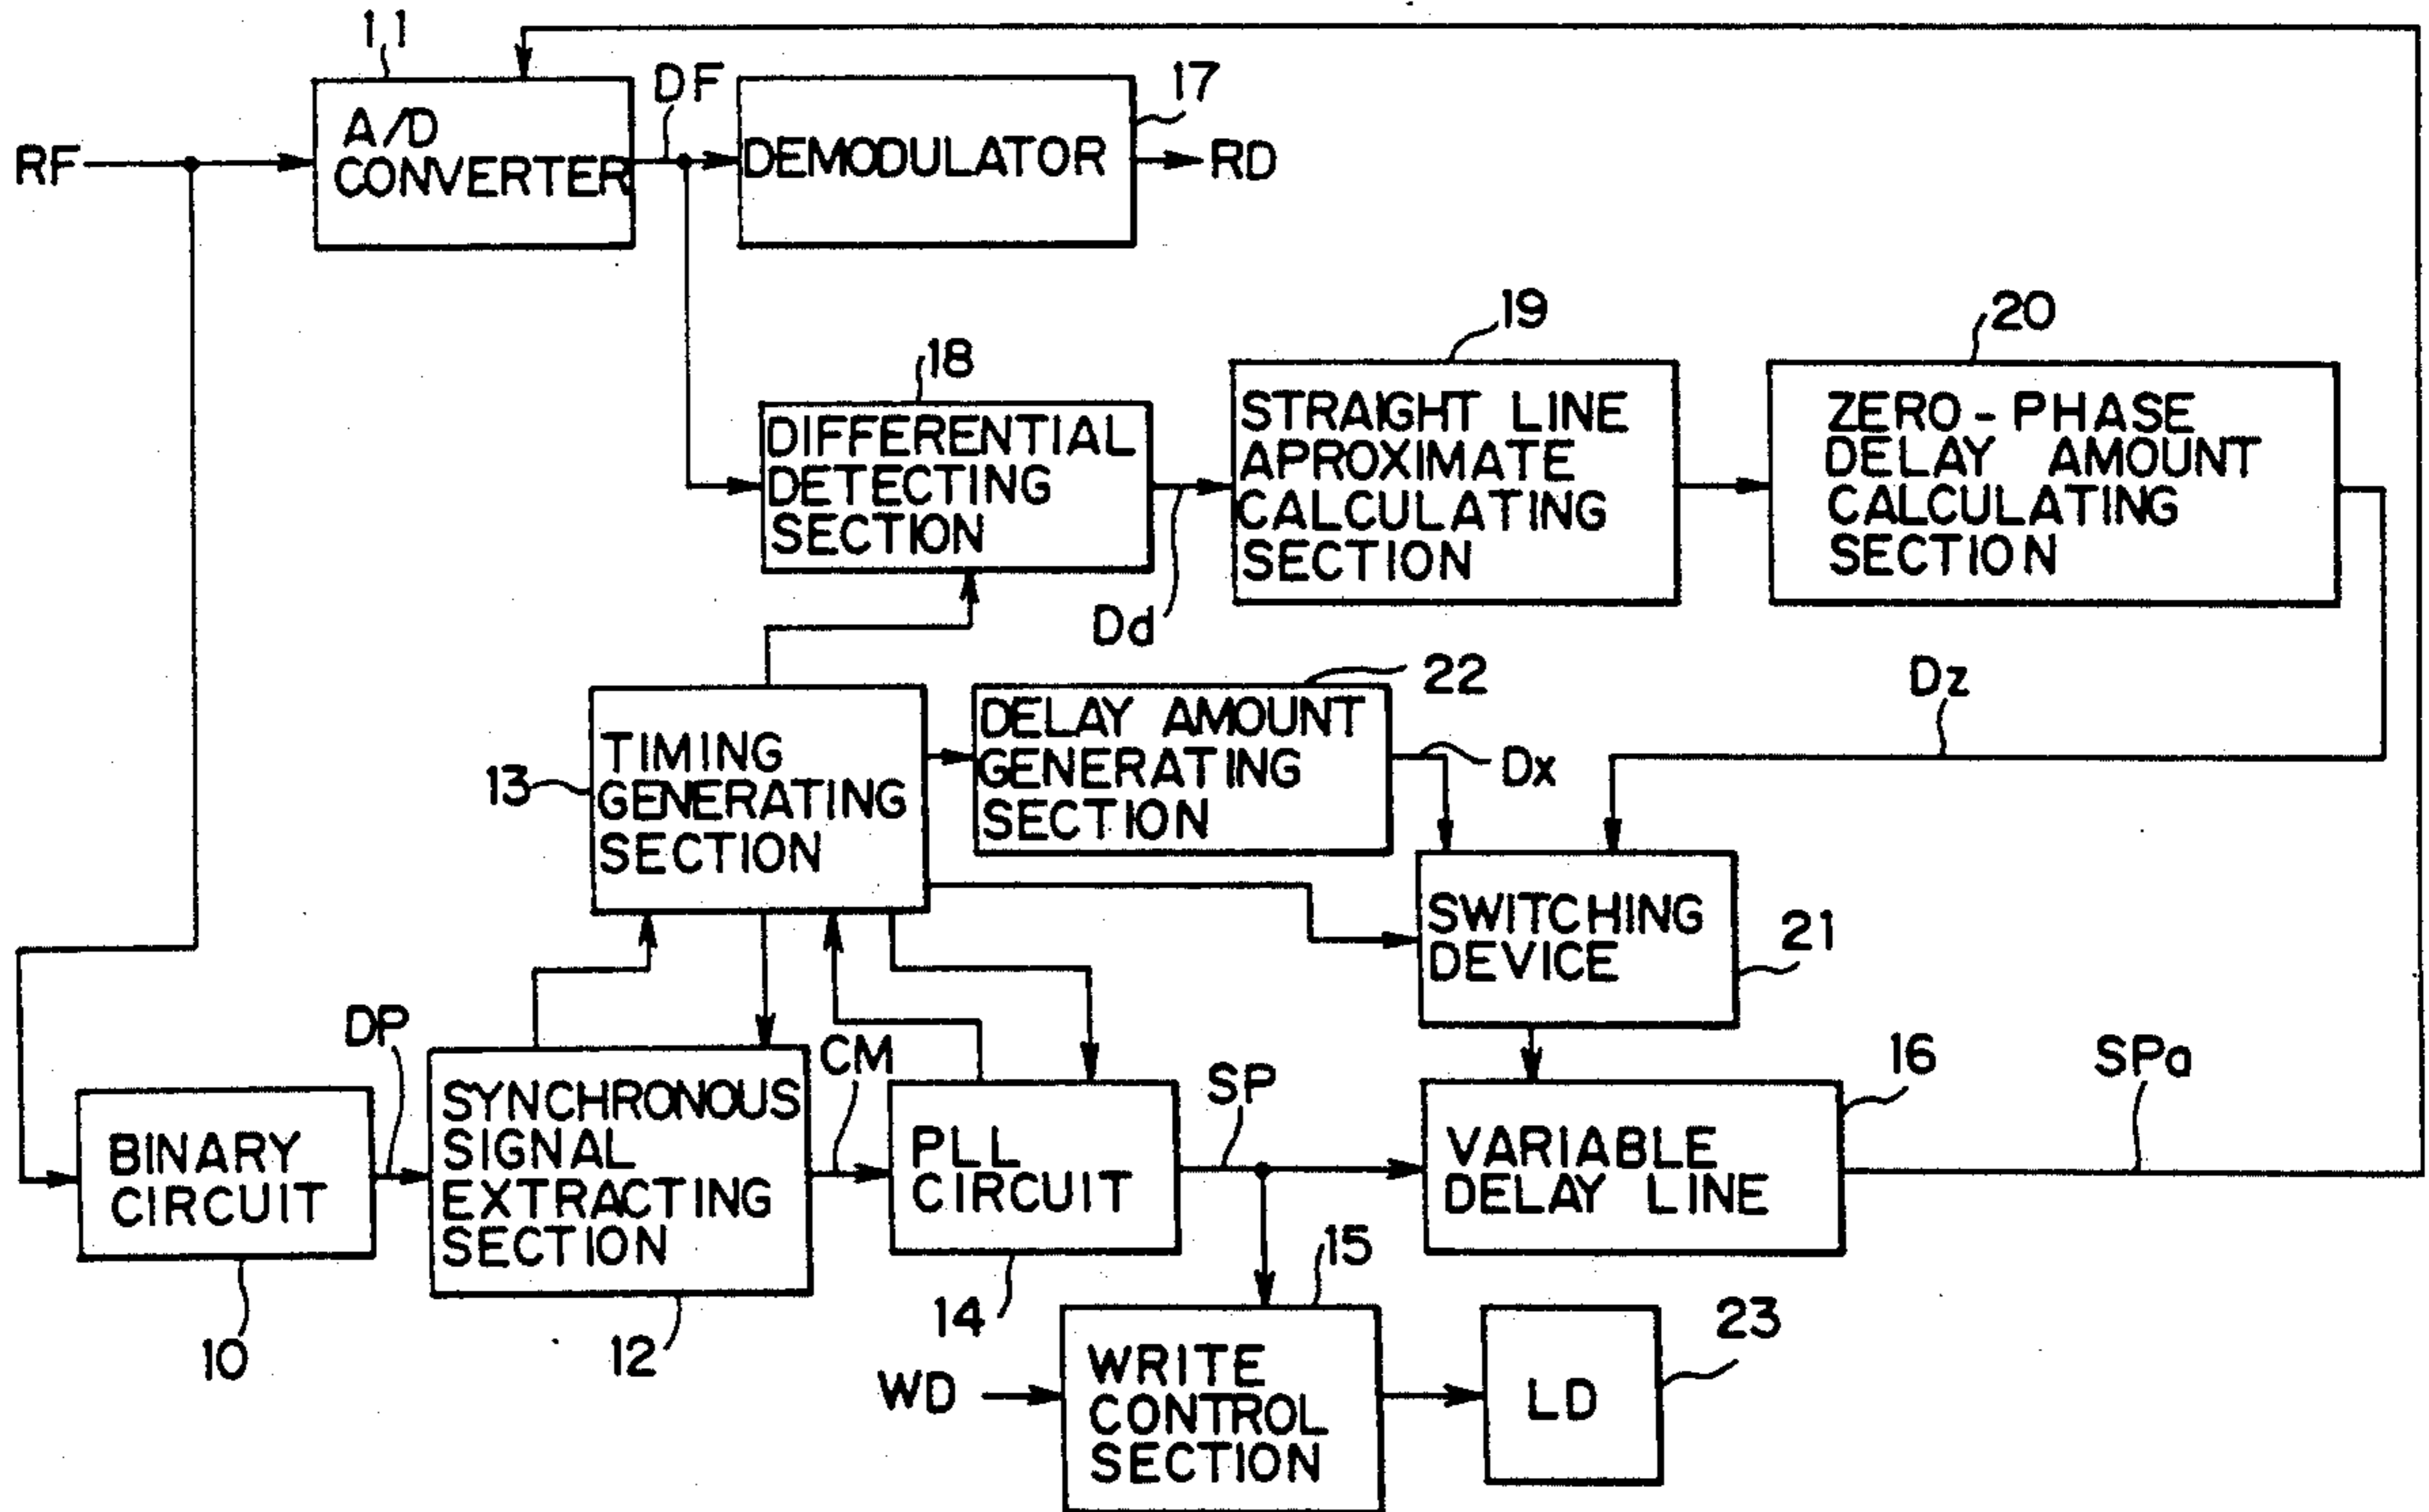 11
RF
A/D
CONVERTER
DF
DEMODULATOR
17
RD
18
DIFFERENTIAL
DETECTING
SECTION
Dd
19
STRAIGHT LINE
APROXIMATE
CALCULATING
SECTION
20
ZERO-PHASE
DELAY AMOUNT
CALCULATING
SECTION
13
TIMING
GENERATING
SECTION
22
DELAY AMOUNT
GENERATING
SECTION
Dx
Dz
SWITCHING
DEVICE
21
DP
BINARY
CIRCUIT
10
SYNCHRONOUS
SIGNAL
EXTRACTING
SECTION
12
CM
PLL
CIRCUIT
14
SP
VARIABLE
DELAY LINE
16
SPa
15
WD
WRITE
CONTROL
SECTION
LD
23